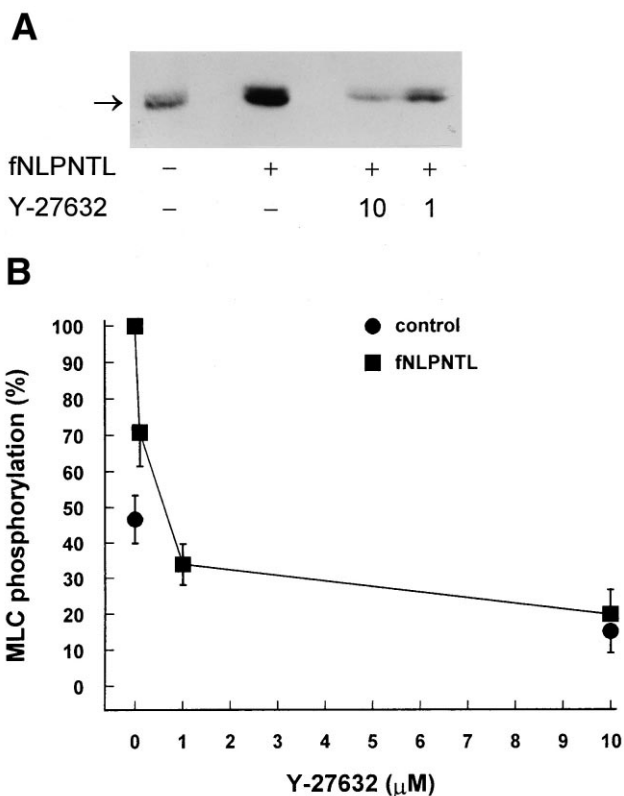 A
→
fNLPNTL – + + +
Y-27632 – – 10 1
B
100
90
80
70
60
50
40
30
20
10
0
MLC phosphorylation (%)
control
fNLPNTL
0 1 2 3 4 5 6 7 8 9 10
Y-27632 (μM)